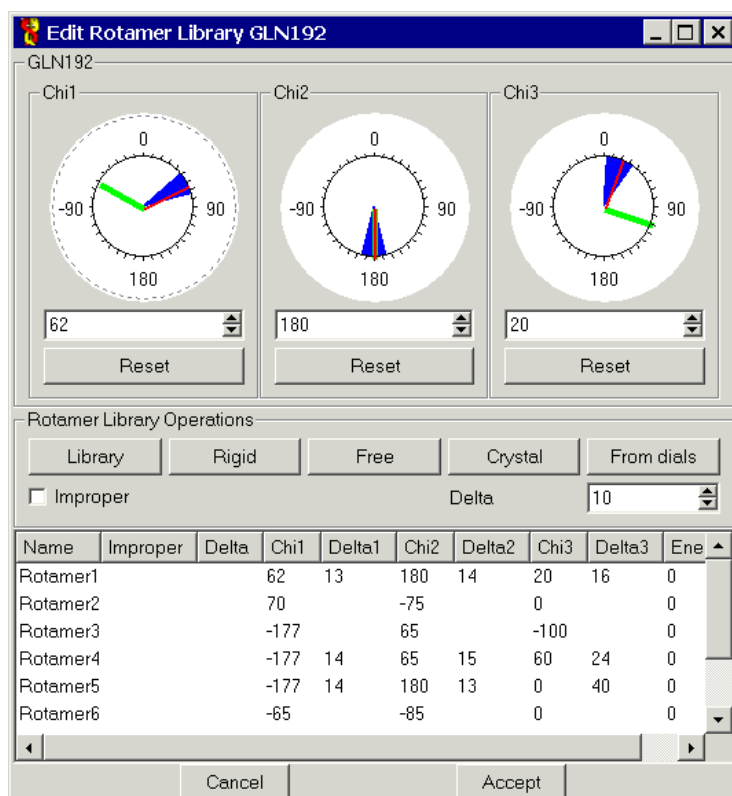 Edit Rotamer Library GLN192
GLN192
Chi1 Chi2 Chi3
0 0 0
-90 90 -90 90 -90 90
180 180 180
62 180 20
Reset Reset Reset
Rotamer Library Operations
Library Rigid Free Crystal From dials
Improper Delta 10
Name Improper Delta Chi1 Delta1 Chi2 Delta2 Chi3 Delta3 Ene
Rotamer1 62 13 180 14 20 16 0
Rotamer2 70 -75 0 0
Rotamer3 -177 65 -100 0
Rotamer4 -177 14 65 15 60 24 0
Rotamer5 -177 14 180 13 0 40 0
Rotamer6 -65 -85 0 0
Cancel Accept